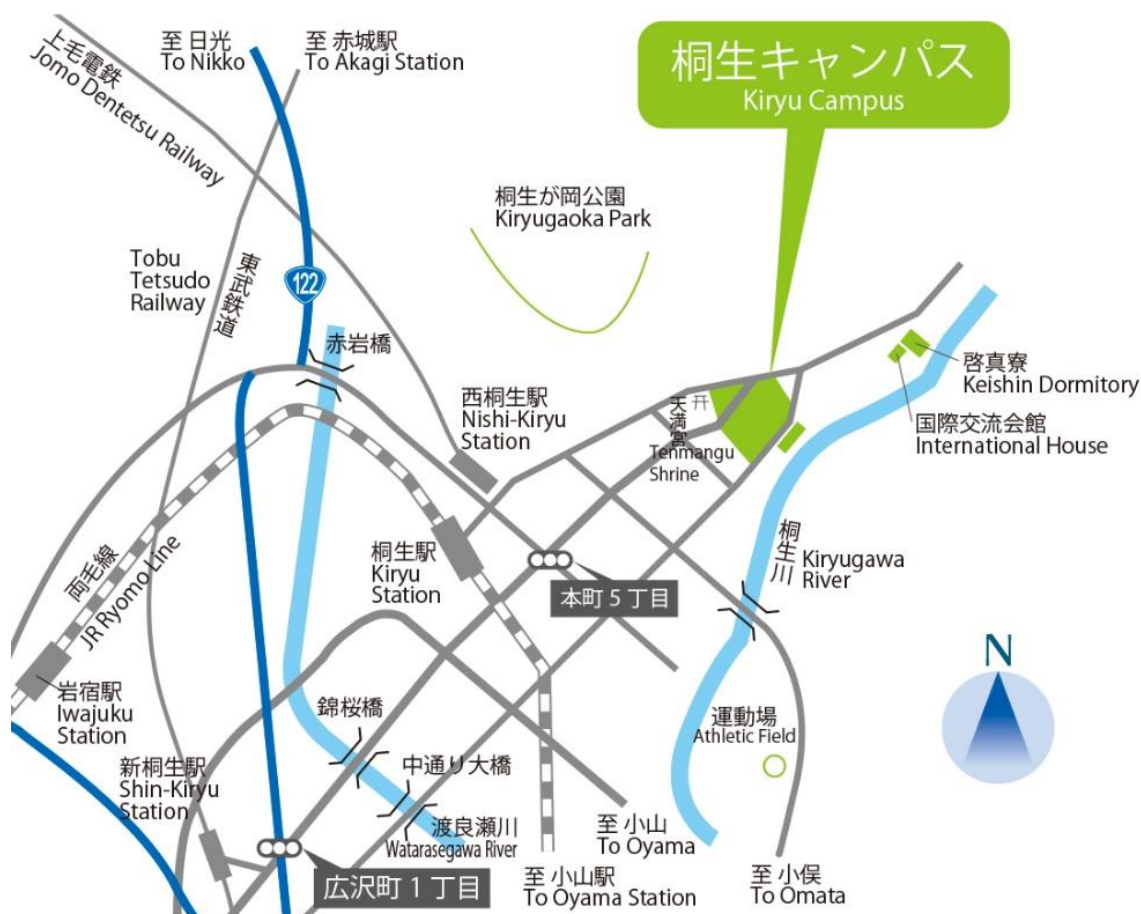 上毛電鉄
Jomo Dentetsu Railway
至 日光
To Nikko
至 赤城駅
To Akagi Station
桐生キャンパス
Kiryu Campus
桐生が岡公園
Kiryugaoka Park
Tobu
Tetsudo
Railway
東武鉄道
122
赤岩橋
西桐生駅
Nishi-Kiryu
Station
天満宮
Tenmangu
Shrine
啓真寮
Keishin Dormitory
国際交流会館
International House
両毛線
JR Ryomo Line
桐生駅
Kiryu
Station
本町 5 丁目
桐生川
Kiryugawa
River
N
岩宿駅
Iwajuku
Station
錦桜橋
運動場
Athletic Field
新桐生駅
Shin-Kiryu
Station
中通り大橋
渡良瀬川
Watarasegawa River
至 小山
To Oyama
広沢町 1 丁目
至 小山駅
To Oyama Station
至 小俣
To Omata